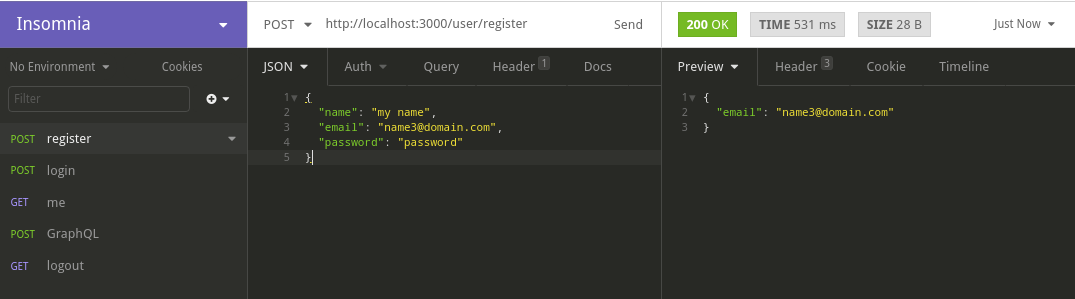 Insomnia
POST http://localhost:3000/user/register Send
200 OK TIME 531 ms SIZE 28 B Just Now
No Environment Cookies
JSON Auth Query Header 1 Docs
Preview Header 3 Cookie Timeline
Filter
POST register
POST login
GET me
POST GraphQL
GET logout
1 {
2 "name": "my name",
3 "email": "name3@domain.com",
4 "password": "password"
5 }
1 {
2 "email": "name3@domain.com"
3 }